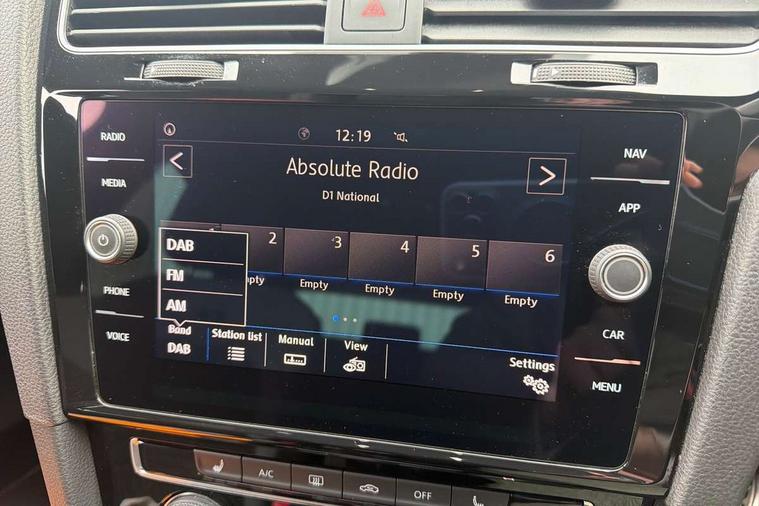 RADIO
MEDIA
PHONE
VOICE
12:19
Absolute Radio
D1 National
DAB
FM
AM
Band
DAB
2
3
4
5
6
Empty
Empty
Empty
Empty
Station list
Manual
View
Settings
NAV
APP
CAR
MENU
A/C
OFF